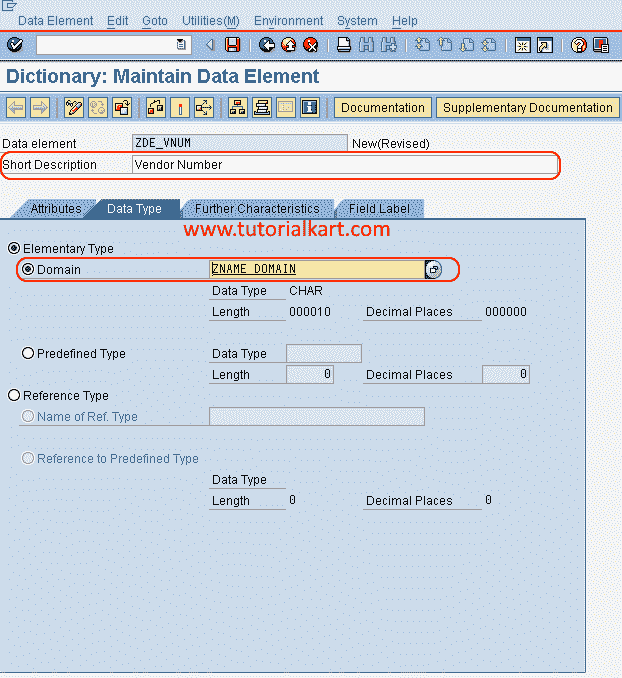 Data Element Edit Goto Utilities(M) Environment System Help
Dictionary: Maintain Data Element
Documentation Supplementary Documentation
Data element ZDE_VNUM New(Revised)
Short Description Vendor Number
Attributes Data Type Further Characteristics Field Label
www.tutorialkart.com
Elementary Type
Domain ZNAME_DOMAIN
Data Type CHAR
Length 000010 Decimal Places 000000
Predefined Type Data Type
Length 0 Decimal Places 0
Reference Type
Name of Ref. Type
Reference to Predefined Type
Data Type
Length 0 Decimal Places 0